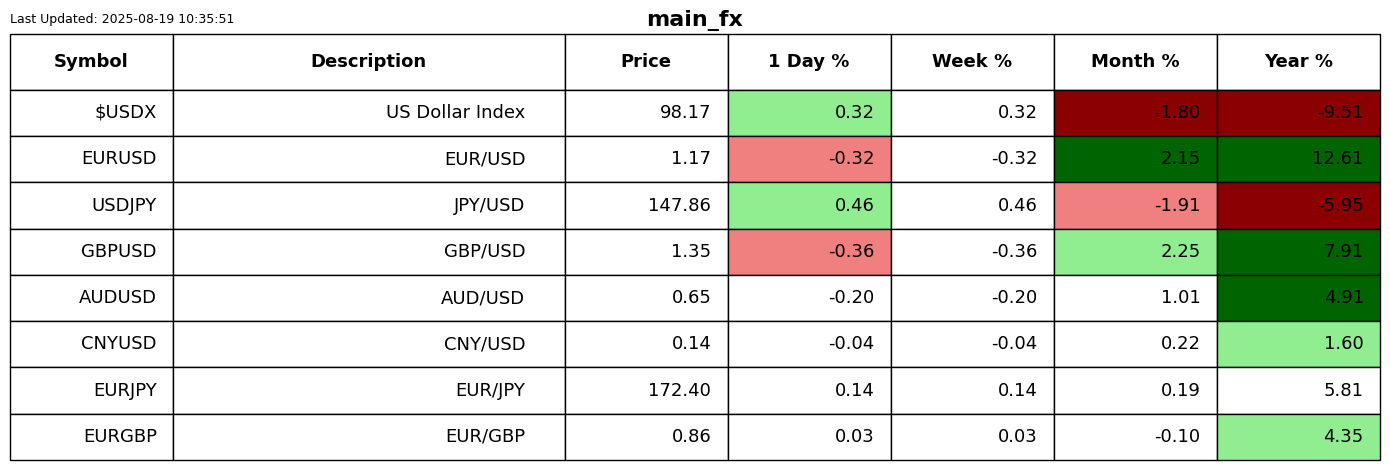 Last Updated: 2025-08-19 10:35:51
main_fx
Symbol Description Price 1 Day % Week % Month % Year %
$USDX US Dollar Index 98.17 0.32 0.32 -1.80 -9.51
EURUSD EUR/USD 1.17 -0.32 -0.32 2.15 12.61
USDJPY JPY/USD 147.86 0.46 0.46 -1.91 -5.95
GBPUSD GBP/USD 1.35 -0.36 -0.36 2.25 7.91
AUDUSD AUD/USD 0.65 -0.20 -0.20 1.01 4.91
CNYUSD CNY/USD 0.14 -0.04 -0.04 0.22 1.60
EURJPY EUR/JPY 172.40 0.14 0.14 0.19 5.81
EURGBP EUR/GBP 0.86 0.03 0.03 -0.10 4.35